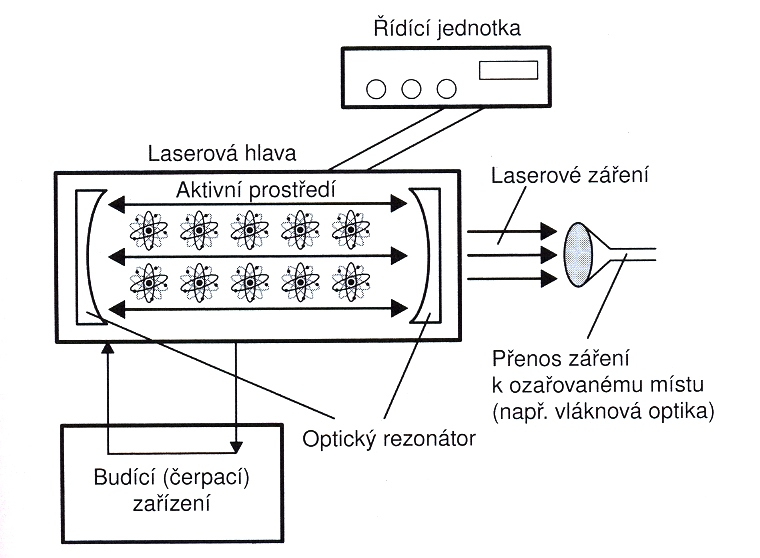 Řídící jednotka
Laserová hlava
Aktivní prostředí
Laserové záření
Přenos záření
k ozařovanému místu
(např. vláknová optika)
Optický rezonátor
Budící (čerpací)
zařízení